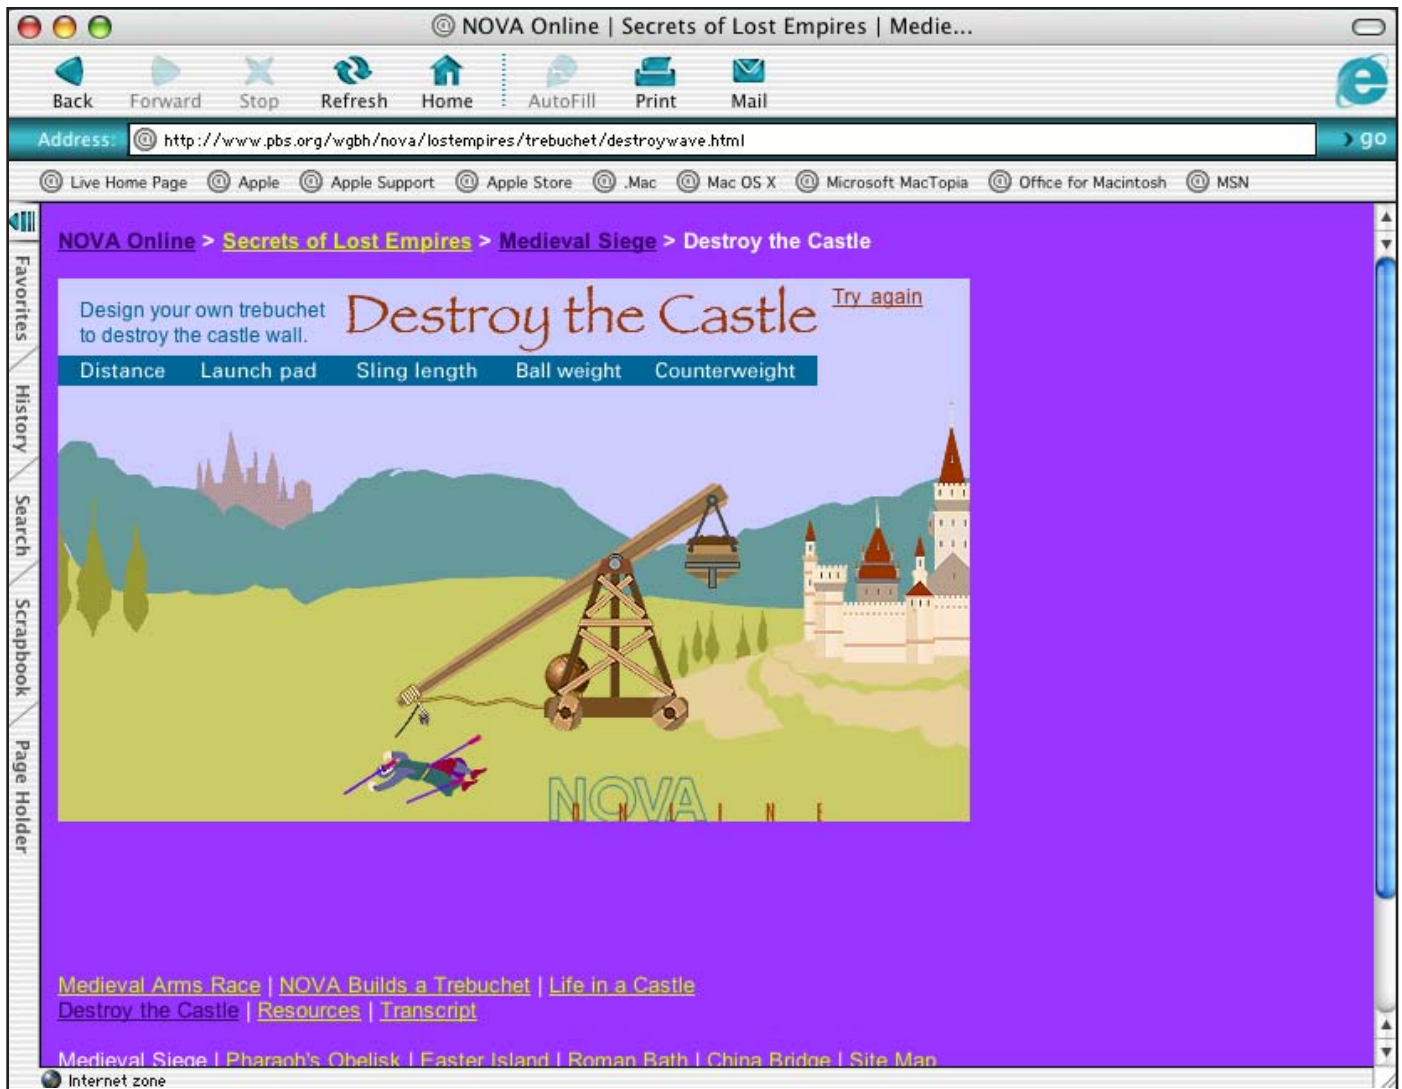 @ NOVA Online | Secrets of Lost Empires | Medie...
Back Forward Stop Refresh Home AutoFill Print Mail
Address: @ http://www.pbs.org/wgbh/nova/lostempires/trebuchet/destroywave.html go
@ Live Home Page @ Apple @ Apple Support @ Apple Store @ .Mac @ Mac OS X @ Microsoft MacTopia @ Office for Macintosh @ MSN
Favorites
History
Search
Scrapbook
Page Holder
NOVA Online > Secrets of Lost Empires > Medieval Siege > Destroy the Castle
Design your own trebuchet
to destroy the castle wall.
Destroy the Castle
Try again
Distance Launch pad Sling length Ball weight Counterweight
NOVA
ONLINE
Medieval Arms Race | NOVA Builds a Trebuchet | Life in a Castle
Destroy the Castle | Resources | Transcript
Medieval Siege | Pharaoh's Obelisk | Easter Island | Roman Bath | China Bridge | Site Map
Internet zone